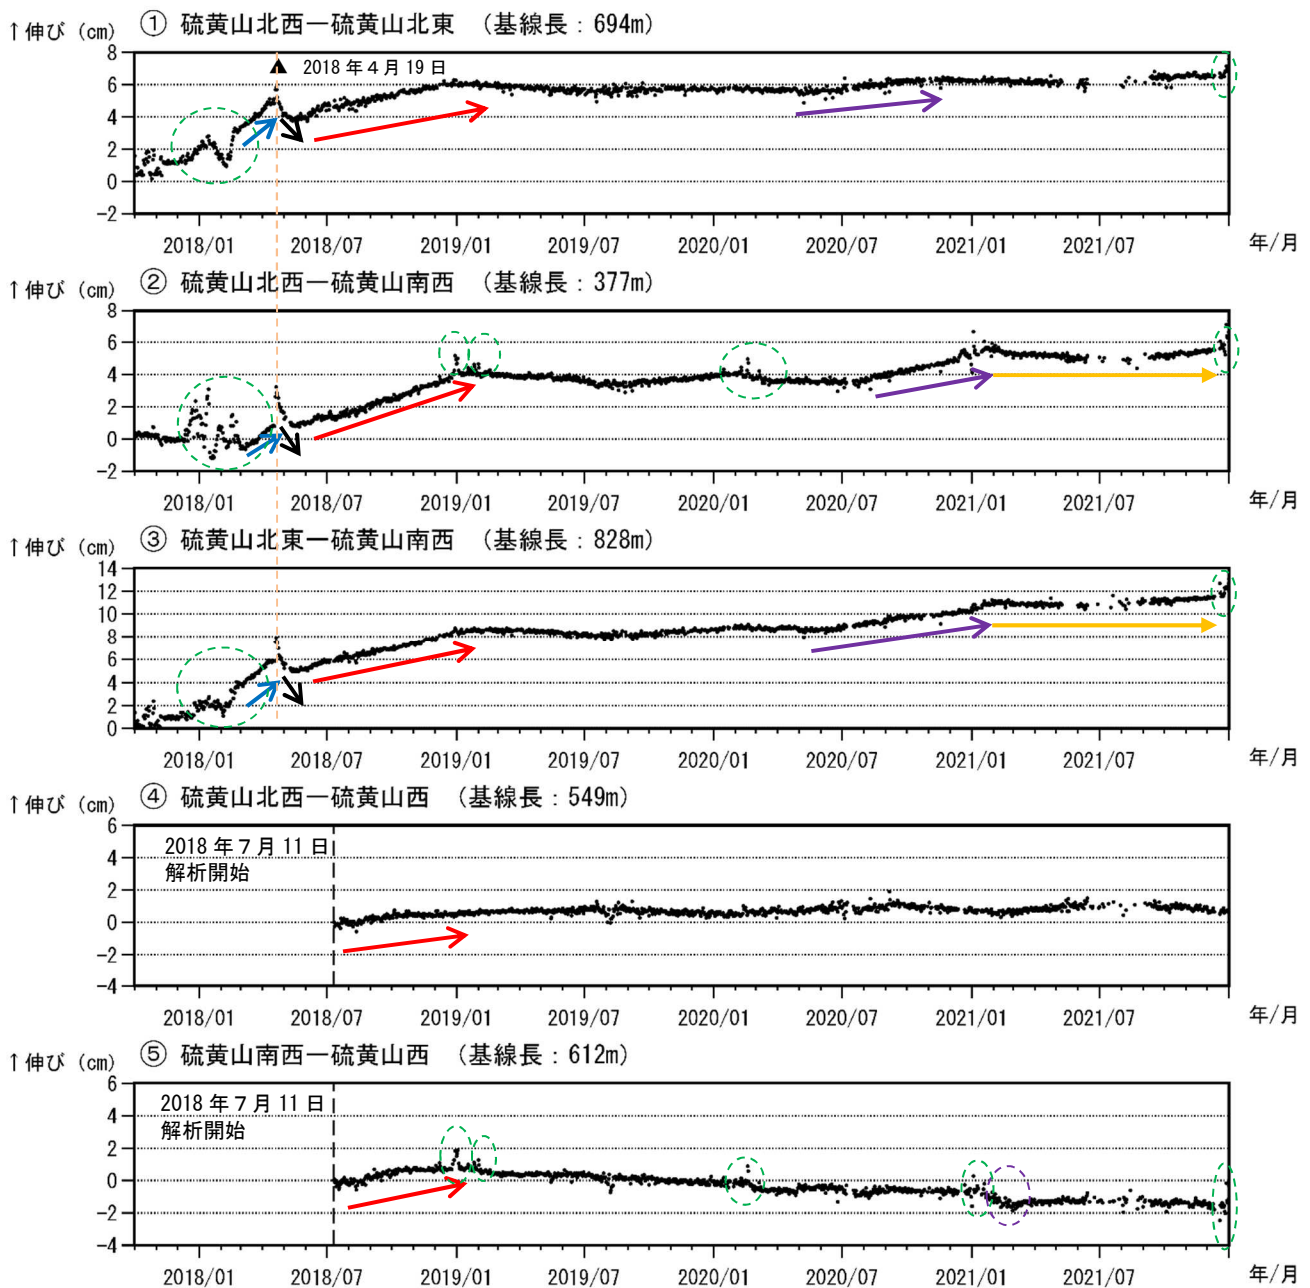 ① 硫黄山北西ー硫黄山北東 (基線長:694m)
↑伸び (cm)
8
▲ 2018年4月19日
6
4
2
0
-2
2018/01 2018/07 2019/01 2019/07 2020/01 2020/07 2021/01 2021/07 年/月
② 硫黄山北西ー硫黄山南西 (基線長:377m)
↑伸び (cm)
8
6
4
2
0
-2
2018/01 2018/07 2019/01 2019/07 2020/01 2020/07 2021/01 2021/07 年/月
③ 硫黄山北東ー硫黄山南西 (基線長:828m)
↑伸び (cm)
14
12
10
8
6
4
2
0
2018/01 2018/07 2019/01 2019/07 2020/01 2020/07 2021/01 2021/07 年/月
④ 硫黄山北西ー硫黄山西 (基線長:549m)
↑伸び (cm)
6
2018年7月11日
4
解析開始
2
0
-2
-4
2018/01 2018/07 2019/01 2019/07 2020/01 2020/07 2021/01 2021/07 年/月
⑤ 硫黄山南西ー硫黄山西 (基線長:612m)
↑伸び (cm)
6
2018年7月11日
4
解析開始
2
0
-2
-4
2018/01 2018/07 2019/01 2019/07 2020/01 2020/07 2021/01 2021/07 年/月